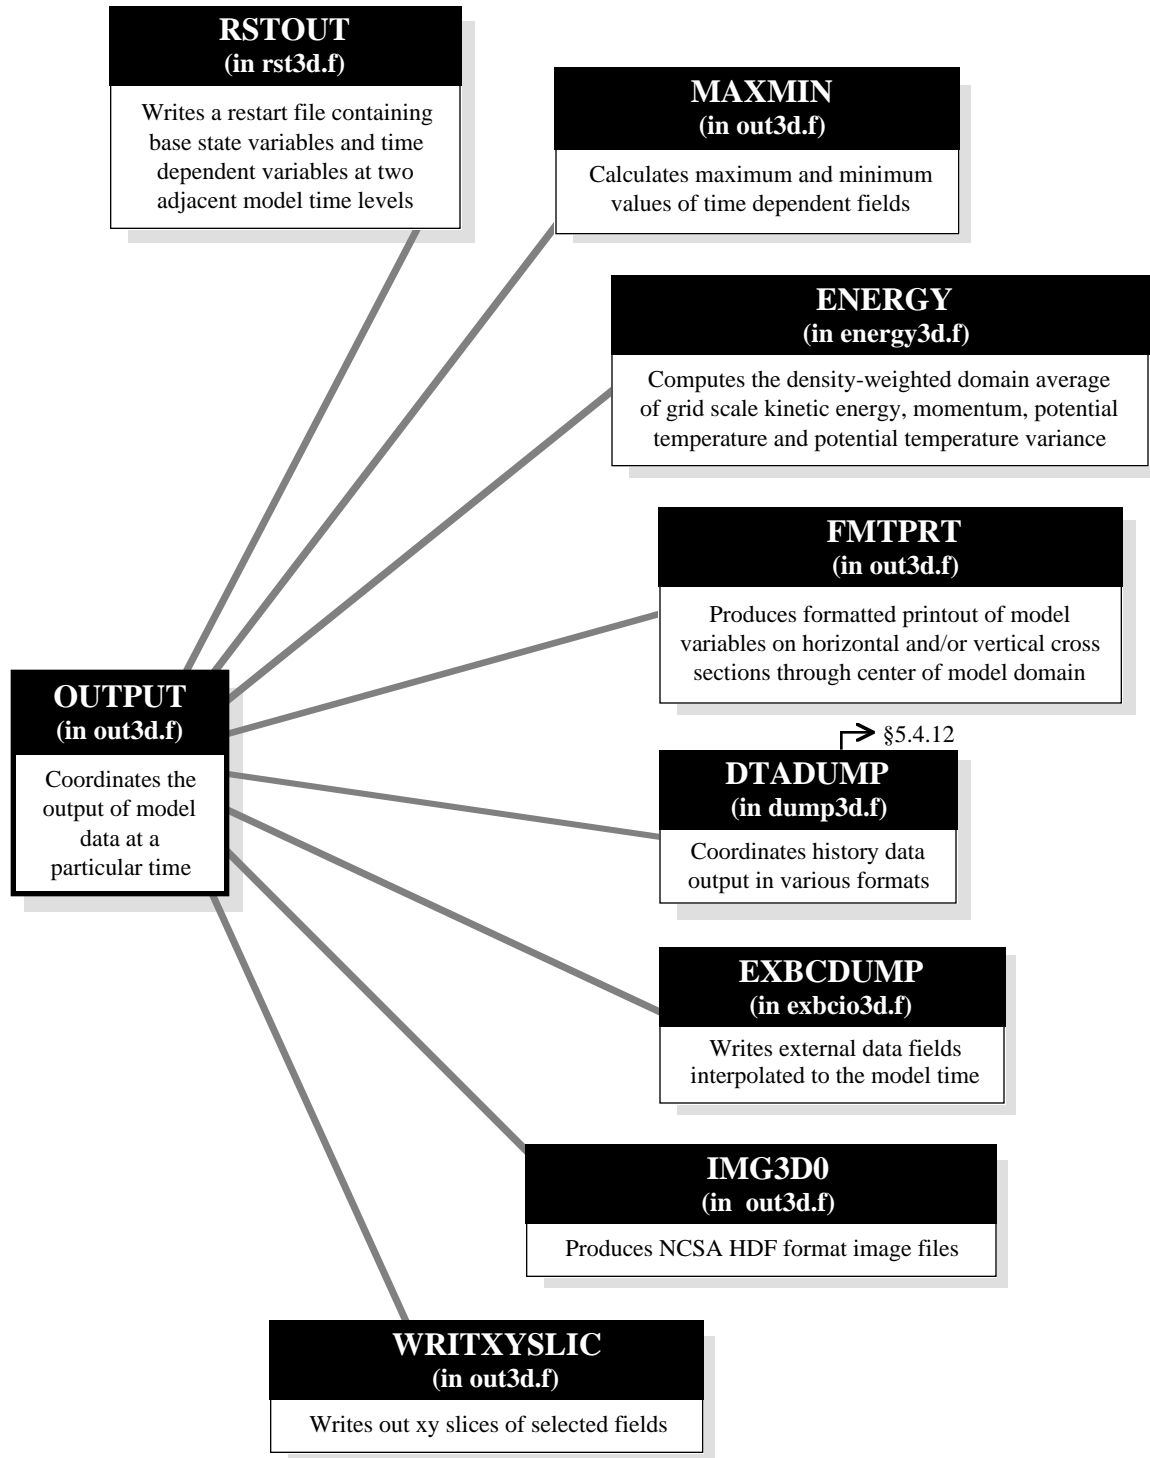 RSTOUT
(in rst3d.f)
Writes a restart file containing
base state variables and time
dependent variables at two
adjacent model time levels
MAXMIN
(in out3d.f)
Calculates maximum and minimum
values of time dependent fields
ENERGY
(in energy3d.f)
Computes the density-weighted domain average
of grid scale kinetic energy, momentum, potential
temperature and potential temperature variance
FMTPRT
(in out3d.f)
Produces formatted printout of model
variables on horizontal and/or vertical cross
sections through center of model domain
OUTPUT
(in out3d.f)
Coordinates the
output of model
data at a
particular time
§5.4.12
DTADUMP
(in dump3d.f)
Coordinates history data
output in various formats
EXBCDUMP
(in exbcio3d.f)
Writes external data fields
interpolated to the model time
IMG3D0
(in  out3d.f)
Produces NCSA HDF format image files
WRITXYSLIC
(in out3d.f)
Writes out xy slices of selected fields